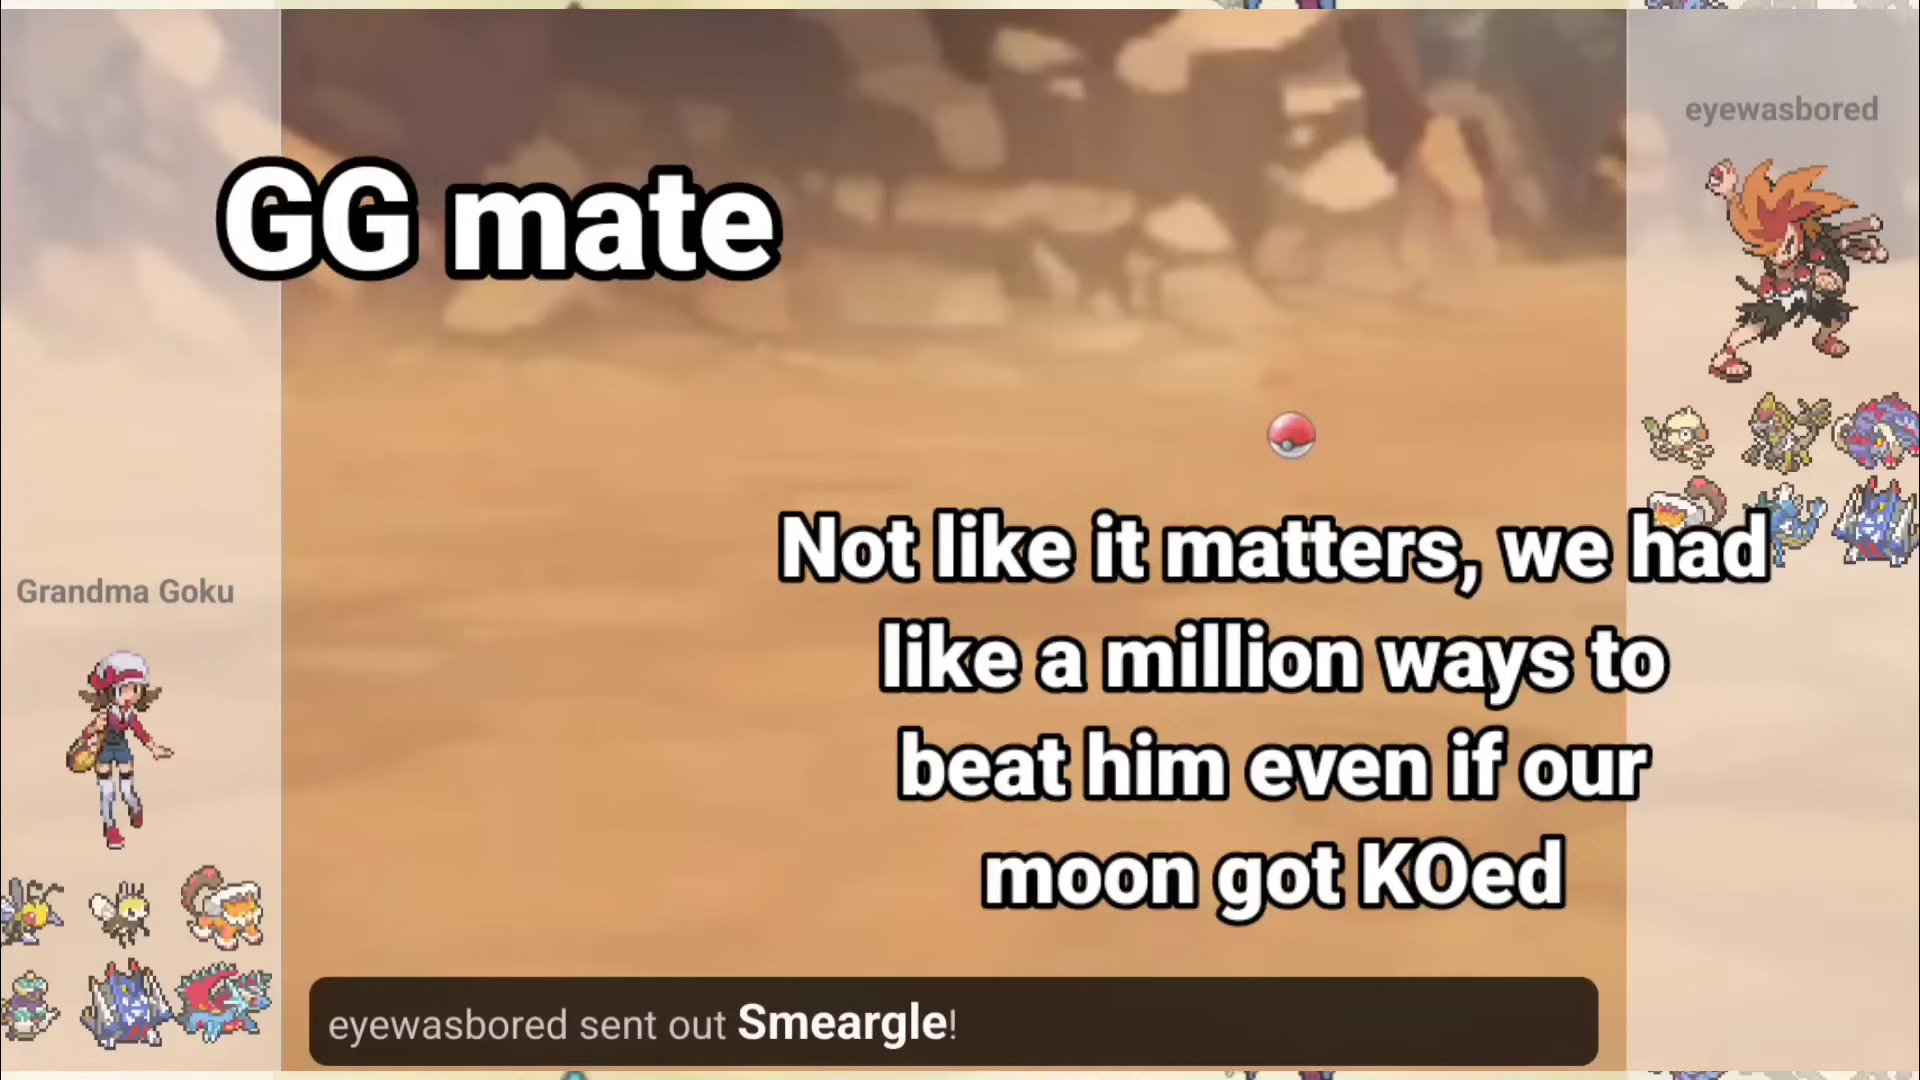 eyewasbored
GG mate
Not like it matters, we had
like a million ways to
beat him even if our
moon got KOed
Grandma Goku
eyewasbored sent out Smeargle!